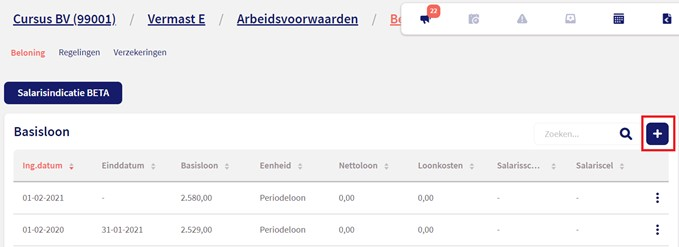 Cursus BV (99001) / Vermast E / Arbeidsvoorwaarden /
22
Beloning Regelingen Verzekeringen
Salarisindicatie BETA
Basisloon Zoeken...
Ing.datum Einddatum Basisloon Eenheid Nettoloon Loonkosten Salarissc... Salariscel
01-02-2021 - 2.580,00 Periodeloon 0,00 0,00 - -
01-02-2020 31-01-2021 2.529,00 Periodeloon 0,00 0,00 - -